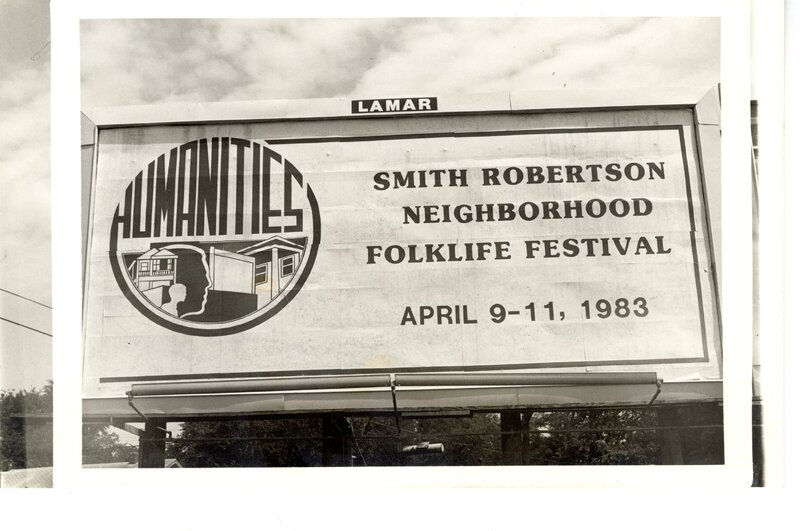 LAMAR
HUMANITIES
SMITH ROBERTSON
NEIGHBORHOOD
FOLKLIFE FESTIVAL
APRIL 9-11, 1983